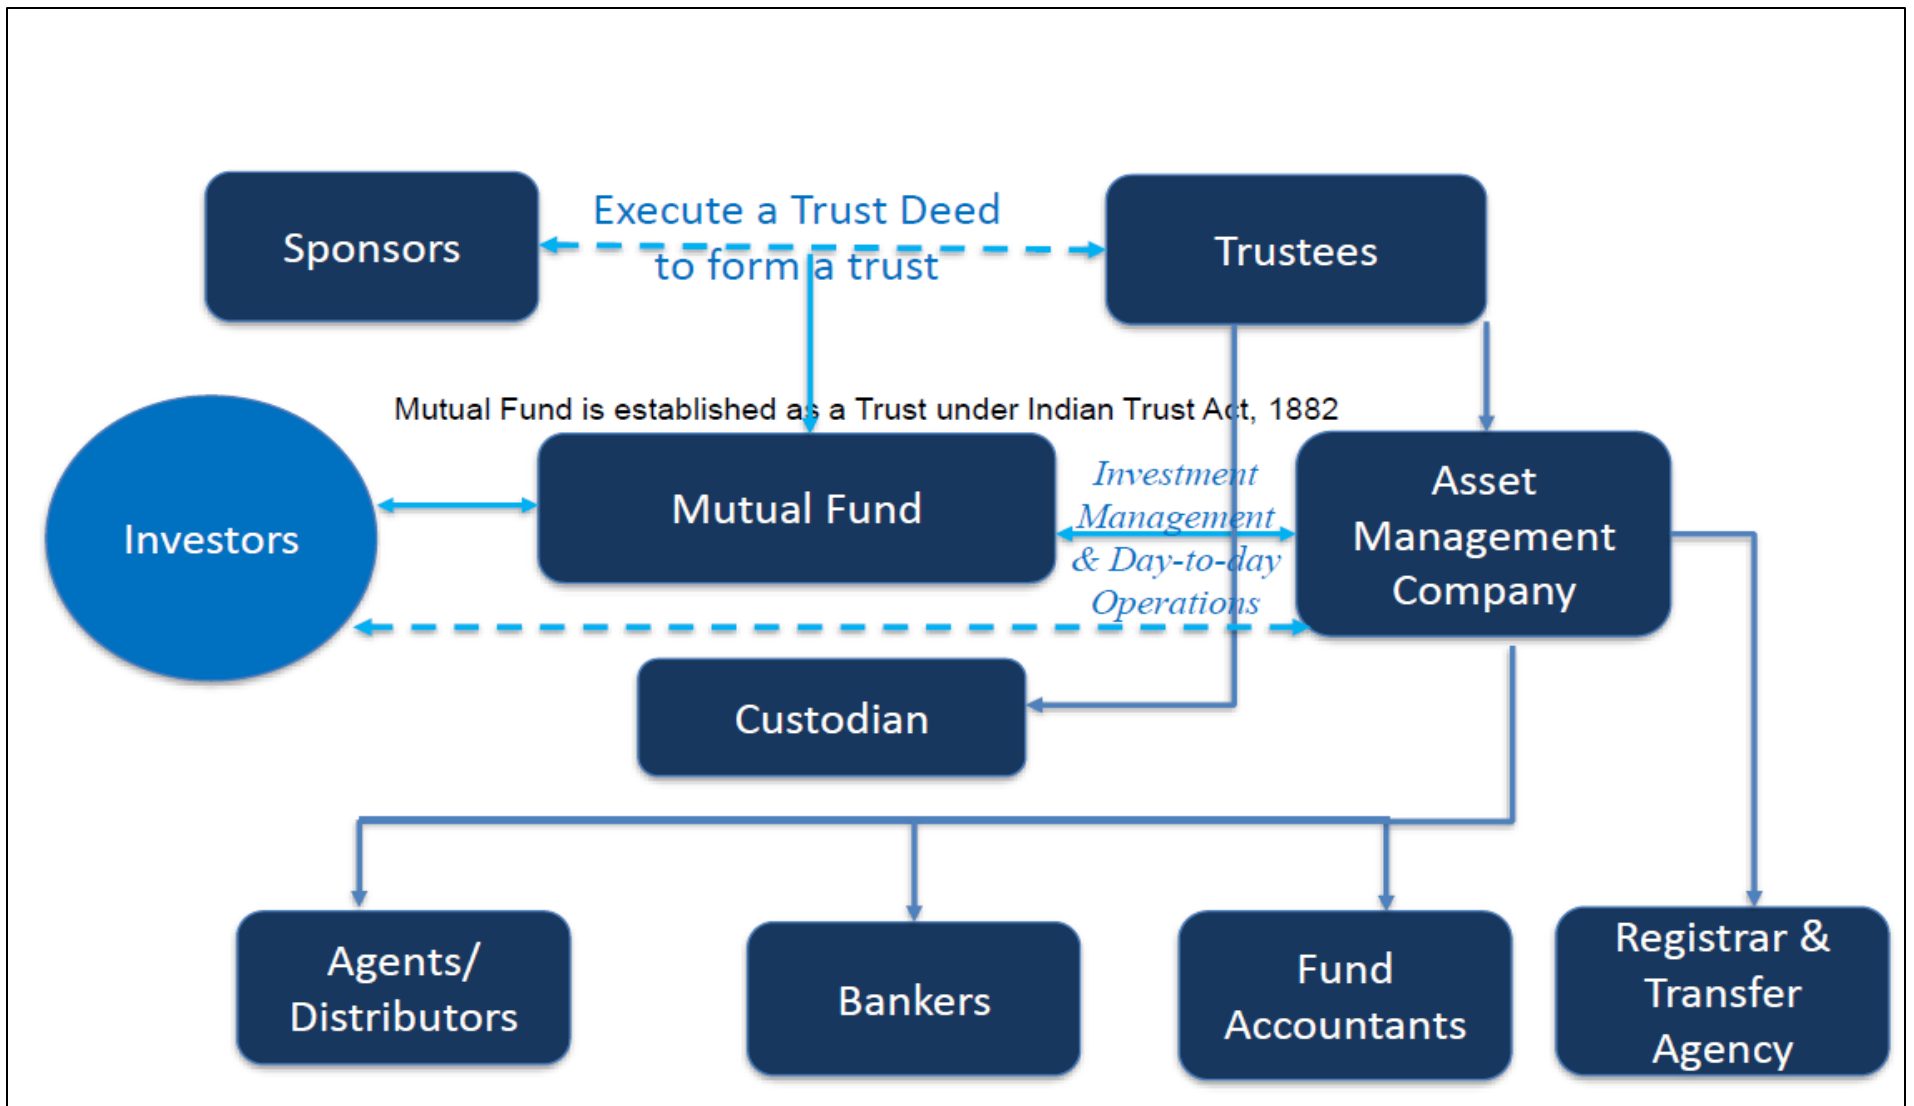 Sponsors
Execute a Trust Deed
to form a trust
Trustees
Mutual Fund is established as a Trust under Indian Trust Act, 1882
Investors
Mutual Fund
Investment
Management
& Day-to-day
Operations
Asset
Management
Company
Custodian
Agents/
Distributors
Bankers
Fund
Accountants
Registrar &
Transfer
Agency